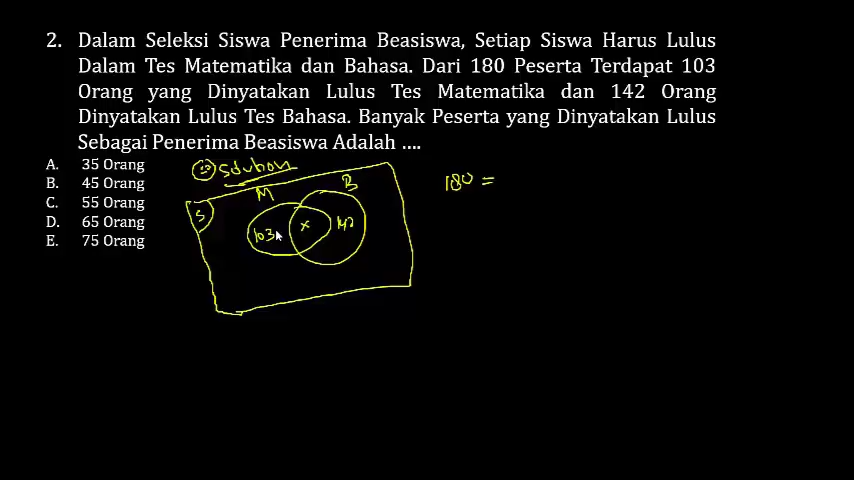 2. Dalam Seleksi Siswa Penerima Beasiswa, Setiap Siswa Harus Lulus
Dalam Tes Matematika dan Bahasa. Dari 180 Peserta Terdapat 103
Orang yang Dinyatakan Lulus Tes Matematika dan 142 Orang
Dinyatakan Lulus Tes Bahasa. Banyak Peserta yang Dinyatakan Lulus
Sebagai Penerima Beasiswa Adalah ....
A. 35 Orang
B. 45 Orang
C. 55 Orang
D. 65 Orang
E. 75 Orang
Solution
M B
S
103 x 142
180 =